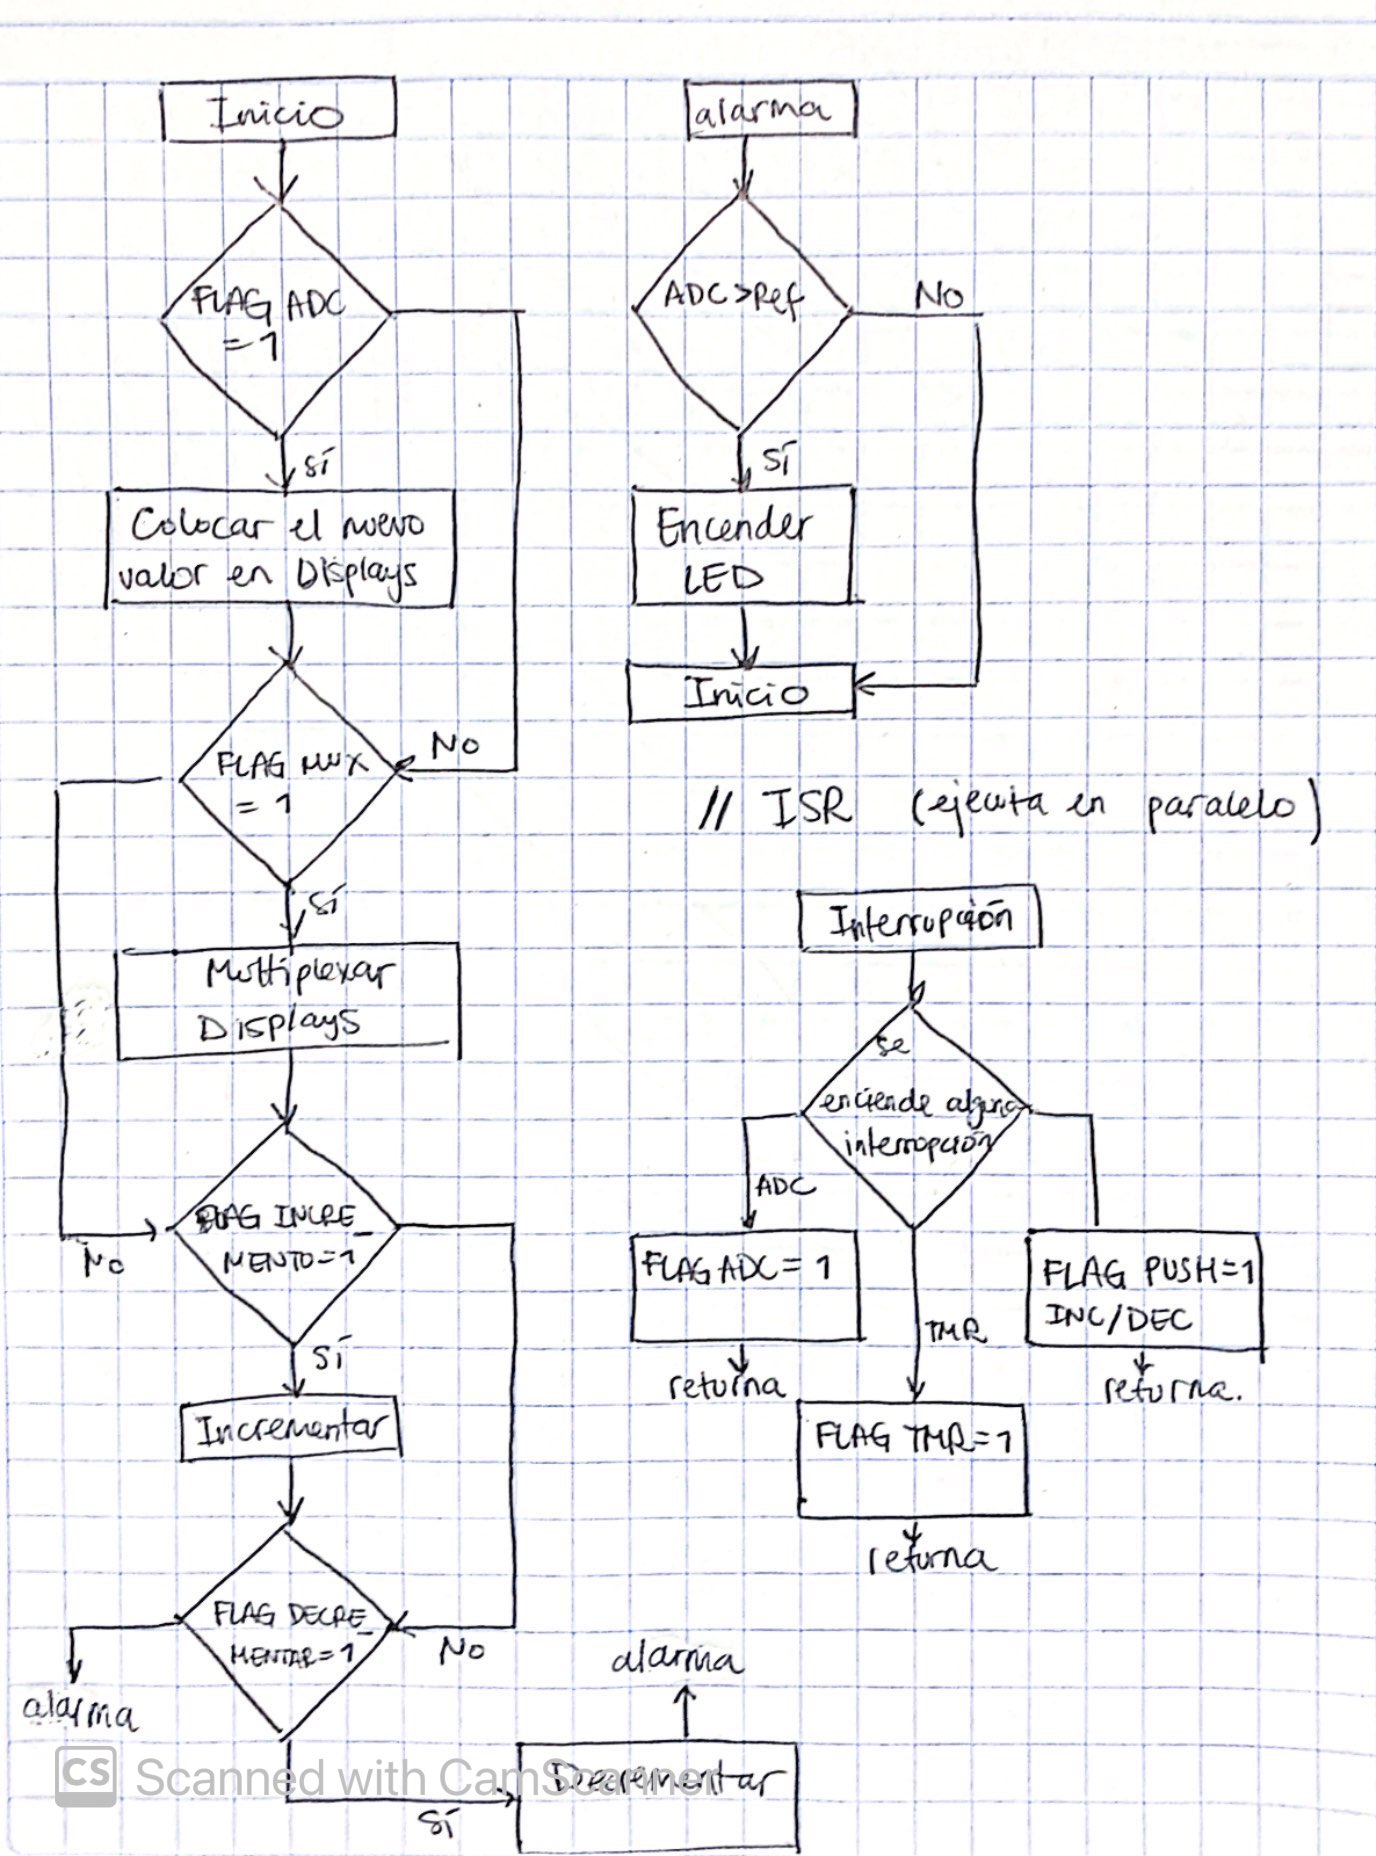 Inicio
FLAG ADC
=1
sí
Colocar el nuevo
valor en Displays
No
FLAG MUX
= 1
sí
Multiplexar
Displays
FLAG INCRE_
MENTO=1
No
sí
Incrementar
FLAG DECRE_
MENTAR=1
No
alarma
sí
Decrementar
alarma
alarma
ADC>Ref
No
sí
Encender
LED
Inicio
// ISR (ejecuta en paralelo)
Interrupción
se
enciende alguna
interrupción
ADC
FLAG ADC = 1
returna
TMR
FLAG TMR=1
returna
FLAG PUSH=1
INC/DEC
returna.
CS Scanned with CamScanner